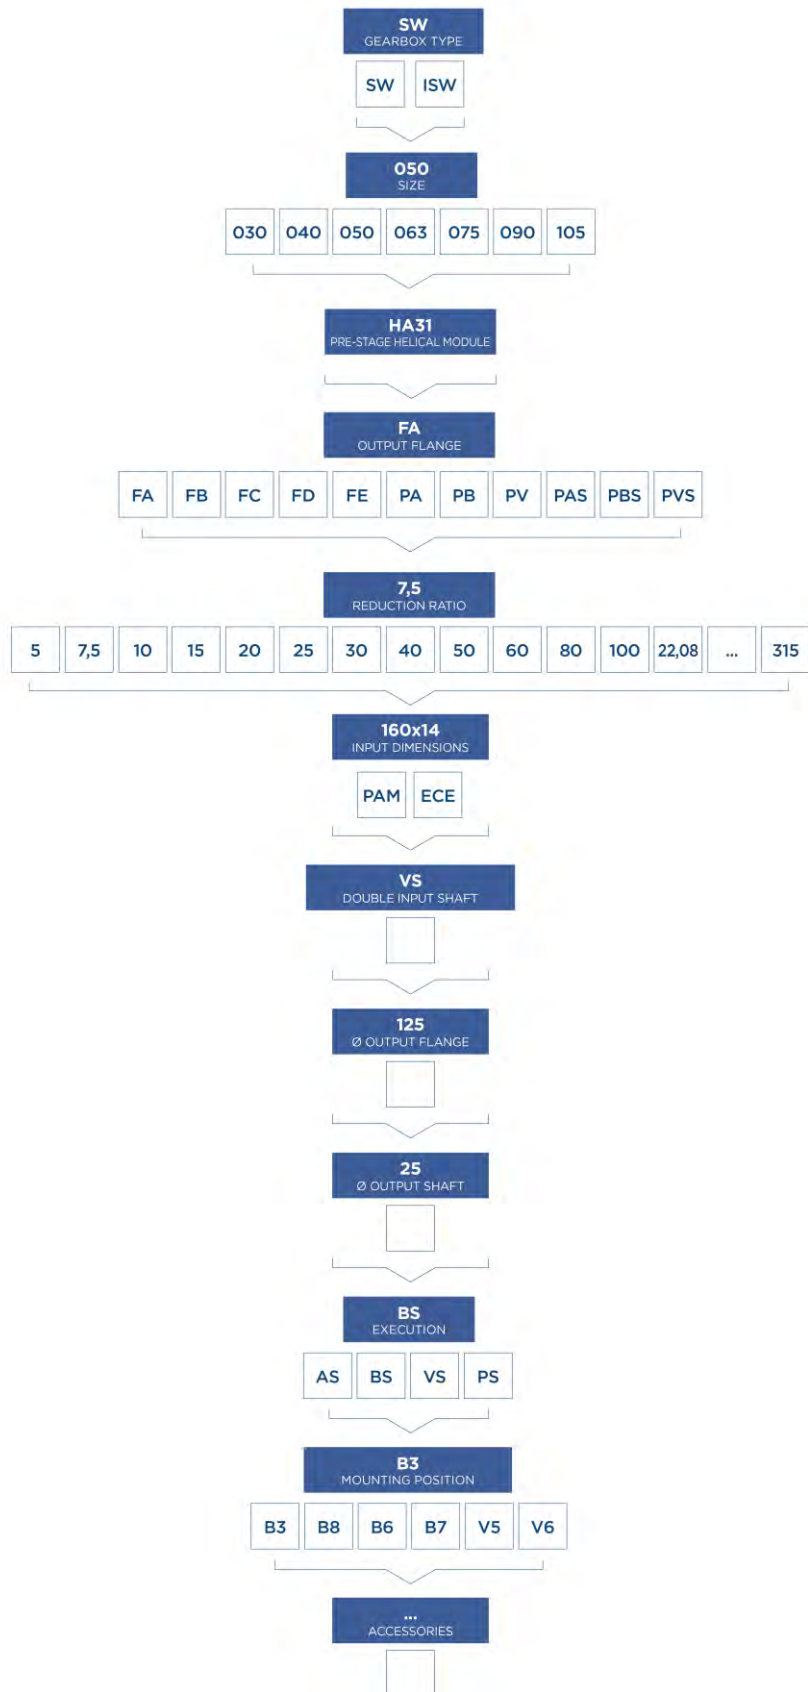 SW
GEARBOX TYPE
SW ISW
050
SIZE
030 040 050 063 075 090 105
HA31
PRE-STAGE HELICAL MODULE
FA
OUTPUT FLANGE
FA FB FC FD FE PA PB PV PAS PBS PVS
7,5
REDUCTION RATIO
5 7,5 10 15 20 25 30 40 50 60 80 100 22,08 ... 315
160x14
INPUT DIMENSIONS
PAM ECE
VS
DOUBLE INPUT SHAFT
125
Ø OUTPUT FLANGE
25
Ø OUTPUT SHAFT
BS
EXECUTION
AS BS VS PS
B3
MOUNTING POSITION
B3 B8 B6 B7 V5 V6
...
ACCESSORIES